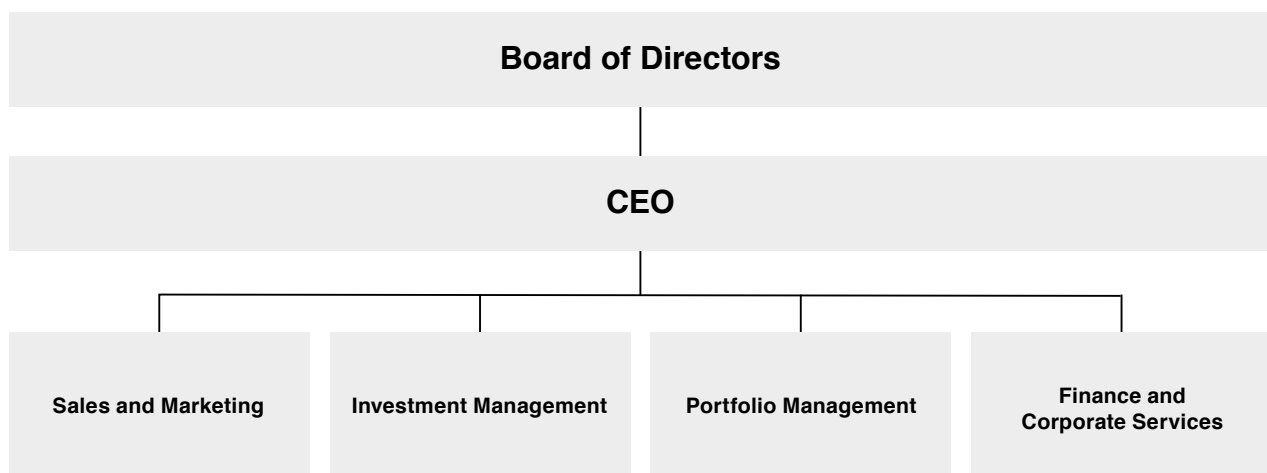 Board of Directors
CEO
Sales and Marketing
Investment Management
Portfolio Management
Finance and
Corporate Services